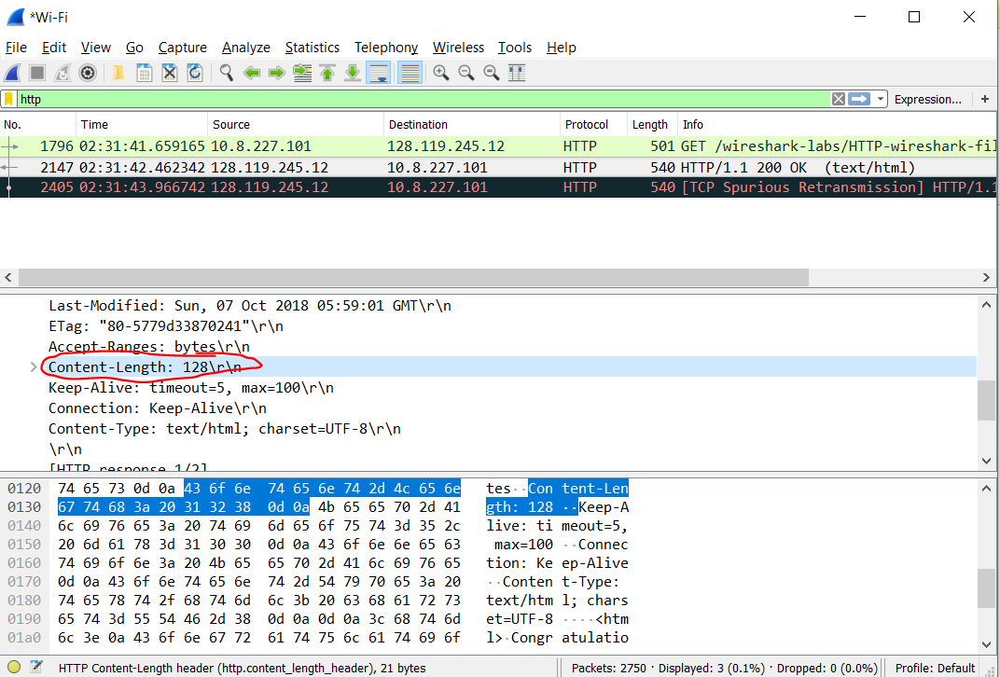 *Wi-Fi
File Edit View Go Capture Analyze Statistics Telephony Wireless Tools Help
http Expression... +
No. Time Source Destination Protocol Length Info
1796 02:31:41.659165 10.8.227.101 128.119.245.12 HTTP 501 GET /wireshark-labs/HTTP-wireshark-fil
2147 02:31:42.462342 128.119.245.12 10.8.227.101 HTTP 540 HTTP/1.1 200 OK (text/html)
2405 02:31:43.966742 128.119.245.12 10.8.227.101 HTTP 540 [TCP Spurious Retransmission] HTTP/1.1
Last-Modified: Sun, 07 Oct 2018 05:59:01 GMT\r\n
ETag: "80-5779d33870241"\r\n
Accept-Ranges: bytes\r\n
Content-Length: 128\r\n
Keep-Alive: timeout=5, max=100\r\n
Connection: Keep-Alive\r\n
Content-Type: text/html; charset=UTF-8\r\n
\r\n
[HTTP response 1/2]
0120 74 65 73 0d 0a 43 6f 6e 74 65 6e 74 2d 4c 65 6e tes··Con tent-Len
0130 67 74 68 3a 20 31 32 38 0d 0a 4b 65 65 70 2d 41 gth: 128 ··Keep-A
0140 6c 69 76 65 3a 20 74 69 6d 65 6f 75 74 3d 35 2c live: ti meout=5,
0150 20 6d 61 78 3d 31 30 30 0d 0a 43 6f 6e 6e 65 63 max=100 ··Connec
0160 74 69 6f 6e 3a 20 4b 65 65 70 2d 41 6c 69 76 65 tion: Ke ep-Alive
0170 0d 0a 43 6f 6e 74 65 6e 74 2d 54 79 70 65 3a 20 ··Conten t-Type:
0180 74 65 78 74 2f 68 74 6d 6c 3b 20 63 68 61 72 73 text/htm l; chars
0190 65 74 3d 55 54 46 2d 38 0d 0a 0d 0a 3c 68 74 6d et=UTF-8 ····<htm
01a0 6c 3e 0a 43 6f 6e 67 72 61 74 75 6c 61 74 69 6f l>·Congr atulatio
HTTP Content-Length header (http.content_length_header), 21 bytes Packets: 2750 · Displayed: 3 (0.1%) · Dropped: 0 (0.0%) Profile: Default